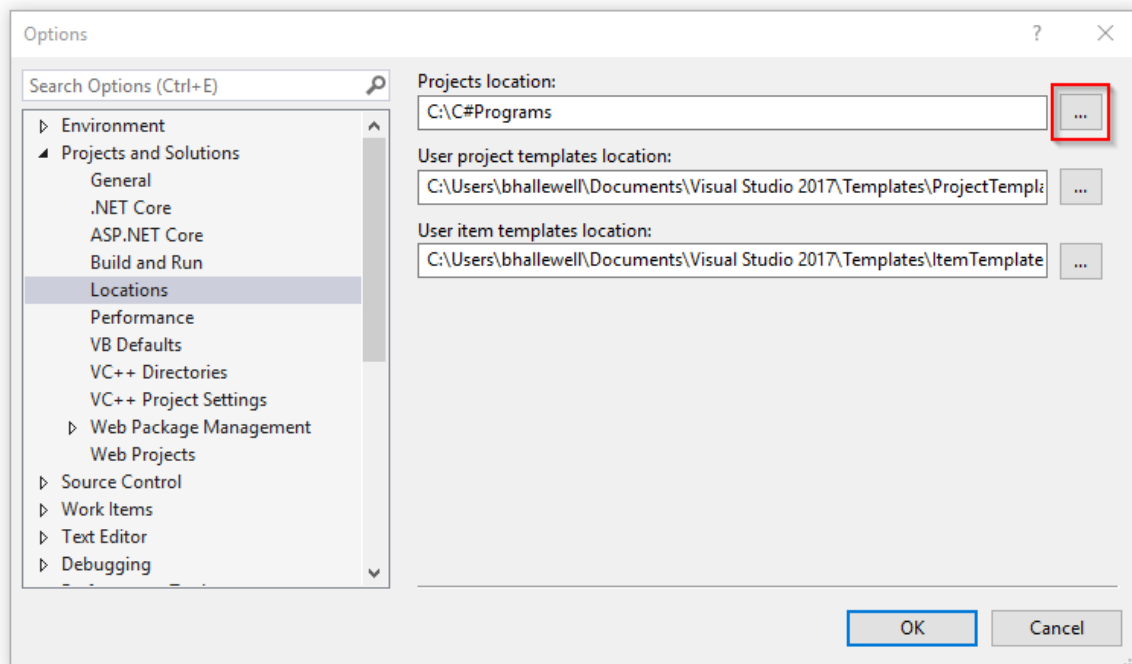 Options
?
Search Options (Ctrl+E)
Environment
Projects and Solutions
General
.NET Core
ASP.NET Core
Build and Run
Locations
Performance
VB Defaults
VC++ Directories
VC++ Project Settings
Web Package Management
Web Projects
Source Control
Work Items
Text Editor
Debugging
Projects location:
C:\C#Programs
...
User project templates location:
C:\Users\bhallewell\Documents\Visual Studio 2017\Templates\ProjectTempla
...
User item templates location:
C:\Users\bhallewell\Documents\Visual Studio 2017\Templates\ItemTemplate
...
OK
Cancel